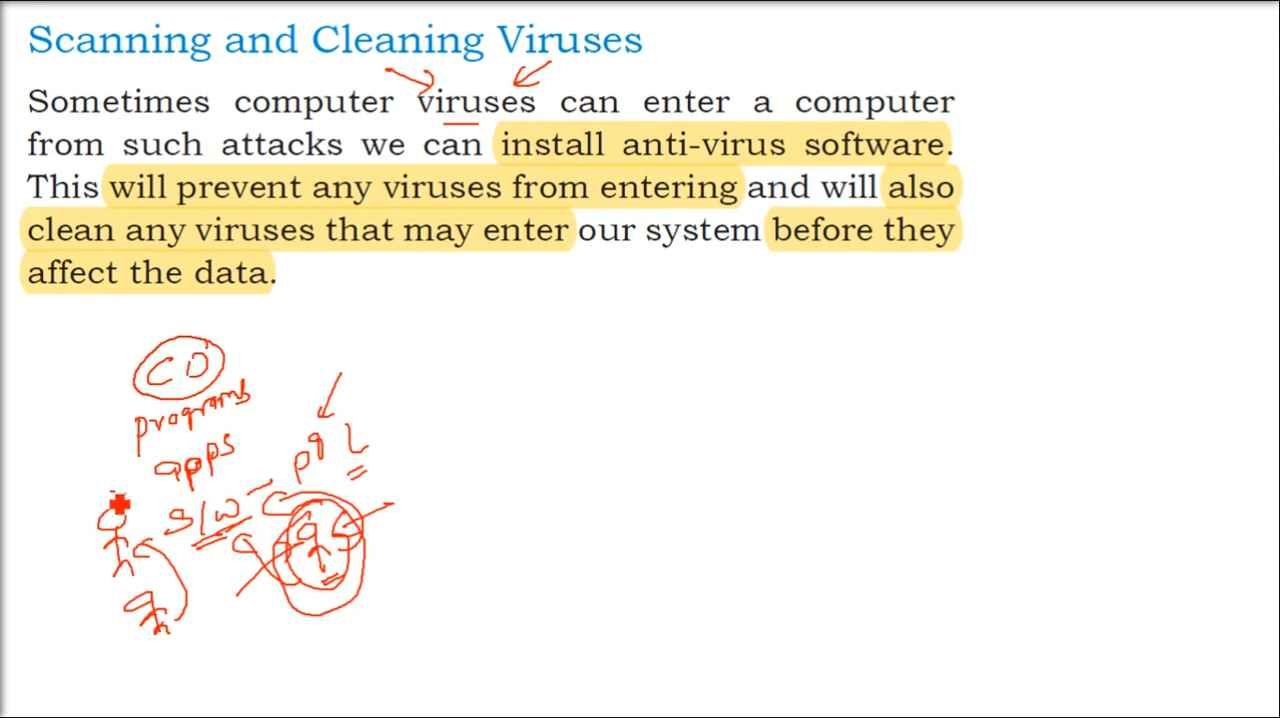 Scanning and Cleaning Viruses
Sometimes computer viruses can enter a computer
from such attacks we can install anti-virus software.
This will prevent any viruses from entering and will also
clean any viruses that may enter our system before they
affect the data.
CD
programs
apps
S/W